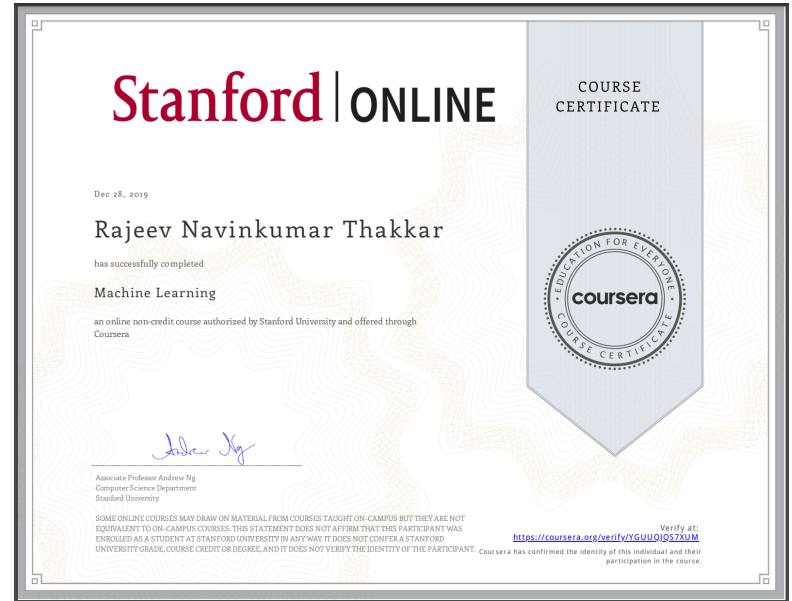 Stanford | ONLINE
COURSE
CERTIFICATE
Dec 28, 2019
Rajeev Navinkumar Thakkar
has successfully completed
Machine Learning
an online non-credit course authorized by Stanford University and offered through
Coursera
EDUCATION FOR EVERYONE
coursera
COURSE CERTIFICATE
Andrew Ng
Associate Professor Andrew Ng
Computer Science Department
Stanford University
SOME ONLINE COURSES MAY DRAW ON MATERIAL FROM COURSES TAUGHT ON-CAMPUS BUT THEY ARE NOT
EQUIVALENT TO ON-CAMPUS COURSES. THIS STATEMENT DOES NOT AFFIRM THAT THIS PARTICIPANT WAS
ENROLLED AS A STUDENT AT STANFORD UNIVERSITY IN ANY WAY. IT DOES NOT CONFER A STANFORD
UNIVERSITY GRADE, COURSE CREDIT OR DEGREE, AND IT DOES NOT VERIFY THE IDENTITY OF THE PARTICIPANT.
Verify at:
https://coursera.org/verify/YGUUQJQS7XUM
Coursera has confirmed the identity of this individual and their
participation in the course.